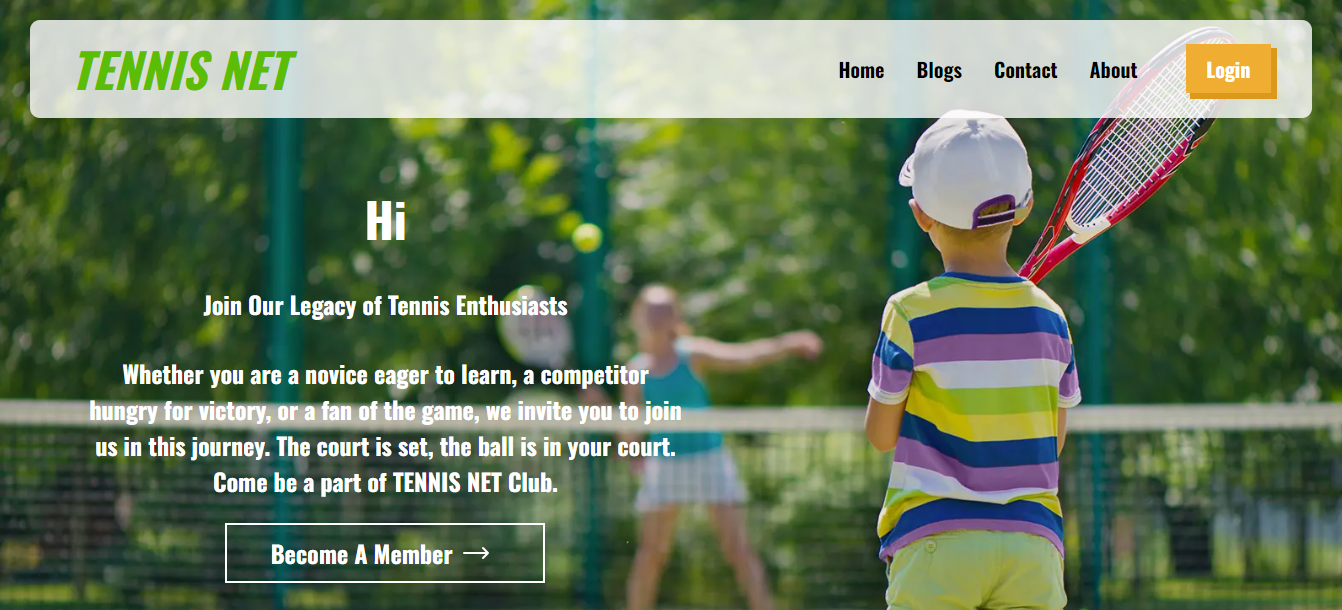 TENNIS NET
Home Blogs Contact About Login
Hi
Join Our Legacy of Tennis Enthusiasts
Whether you are a novice eager to learn, a competitor
hungry for victory, or a fan of the game, we invite you to join
us in this journey. The court is set, the ball is in your court.
Come be a part of TENNIS NET Club.
Become A Member →